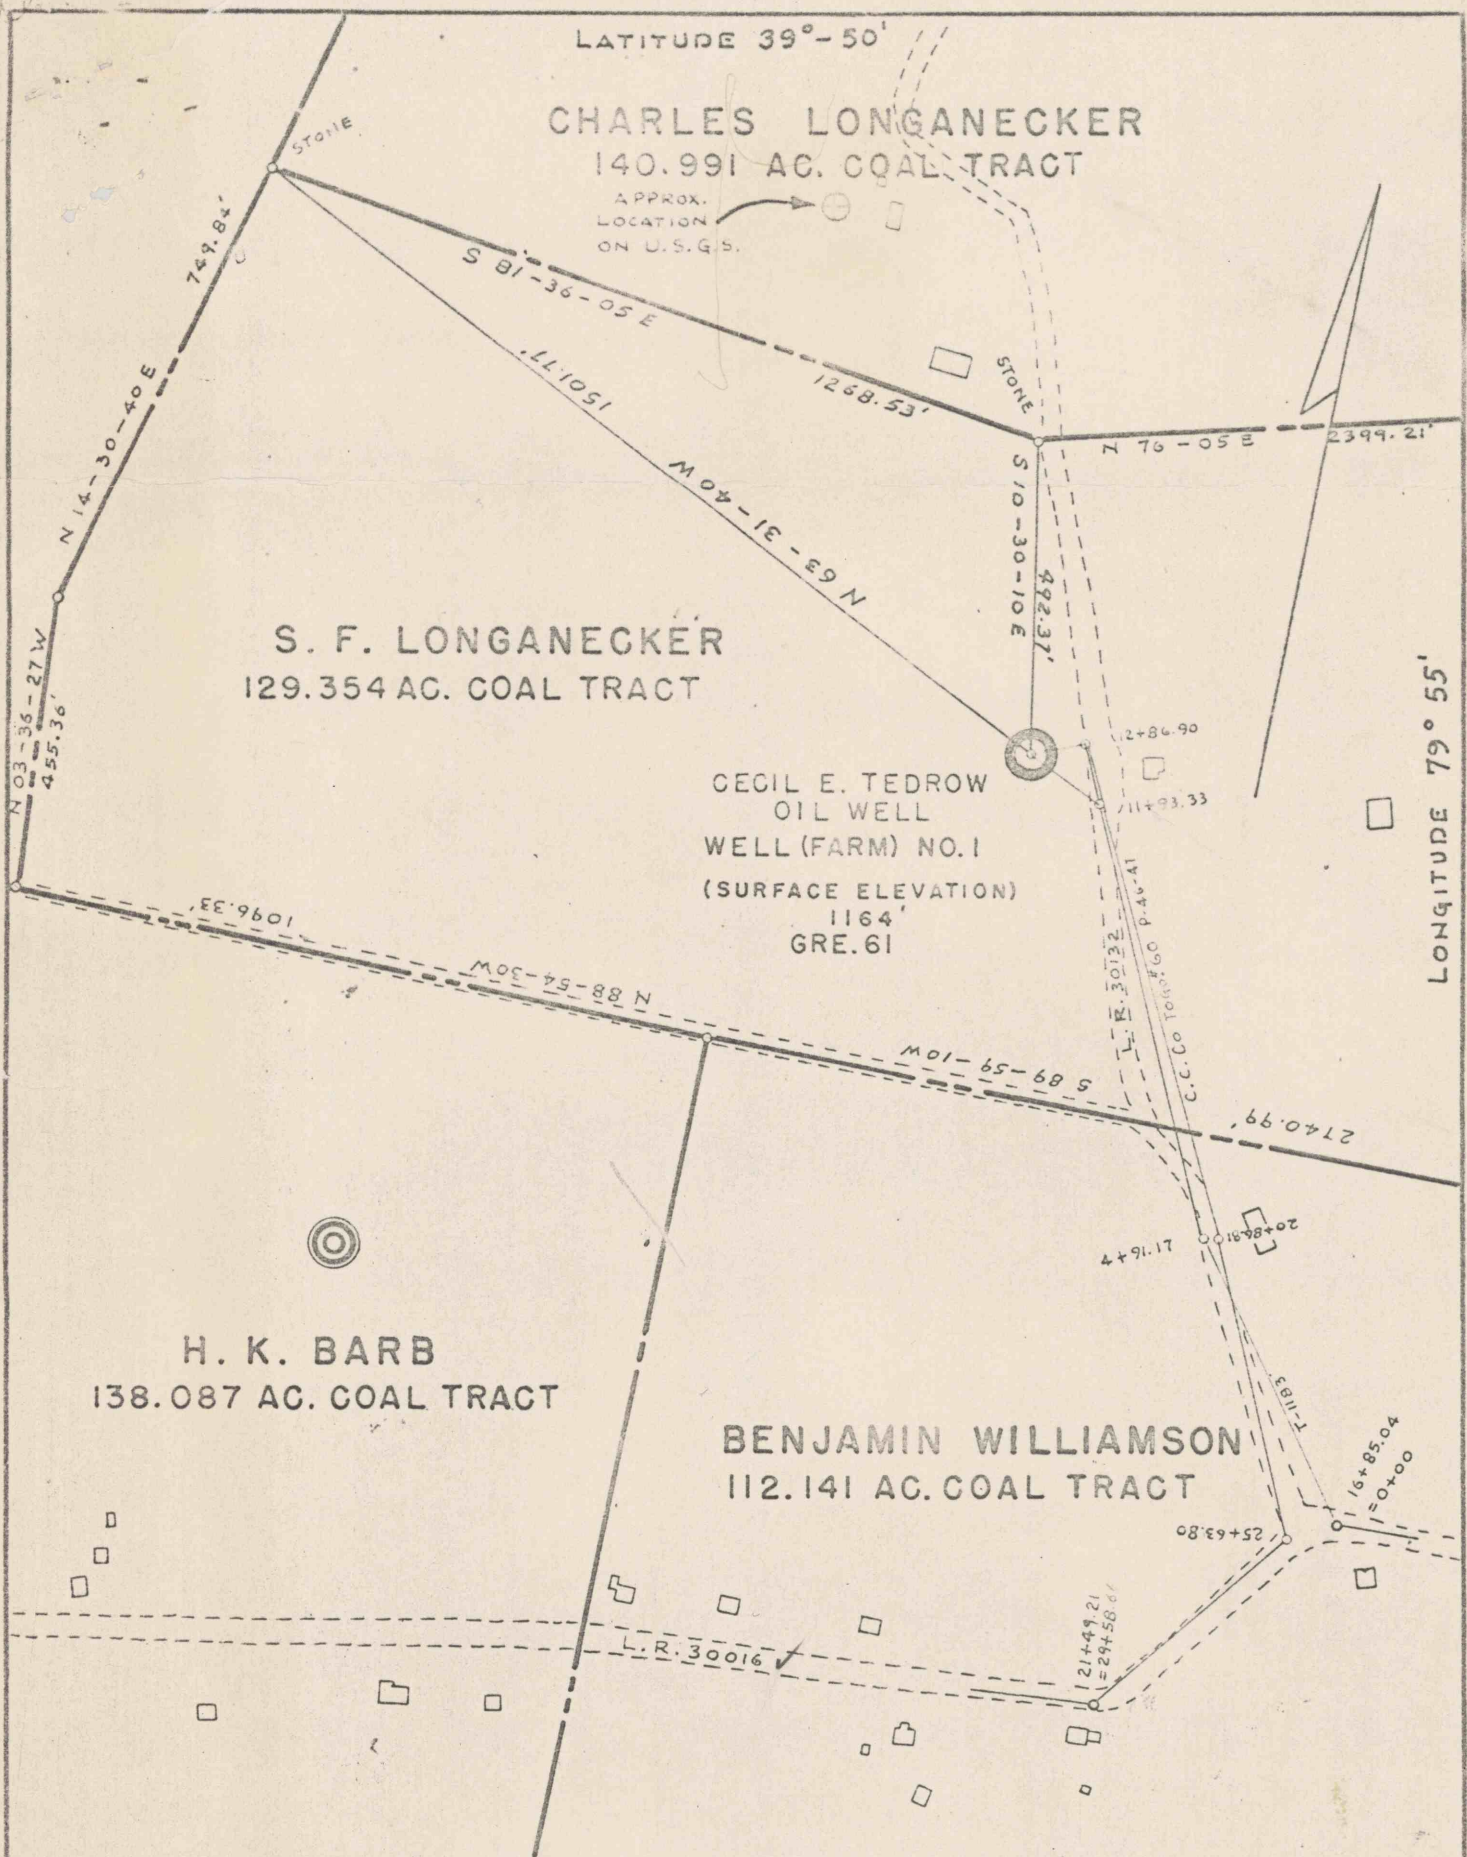 LATITUDE 39°-50'
CHARLES LONGANECKER
140.991 AC. COAL TRACT
APPROX.
LOCATION
ON U.S.G.S.
STONE
749.84'
S 81-36-05 E
1268.53'
1501.77'
STONE
N 76-05 E
2399.21'
N 14-30-40 E
N 63-31-40 W
S 10-30-10 E
492.37'
S. F. LONGANECKER
129.354 AC. COAL TRACT
N 03-36-27 W
455.36'
LONGITUDE 79° 55'
12+86.90
11+93.33
CECIL E. TEDROW
OIL WELL
WELL (FARM) NO. 1
(SURFACE ELEVATION)
1164'
GRE. 61
1096.33'
N 88-54-30W
L.R. 30132
C.C.Co P.46-41
S 89-59-10W
2740.99'
4+91.17
20+86.81
H. K. BARB
138.087 AC. COAL TRACT
BENJAMIN WILLIAMSON
112.141 AC. COAL TRACT
T-1183
16+85.04
=0+00
25+63.80
L.R. 30016
21+49.21